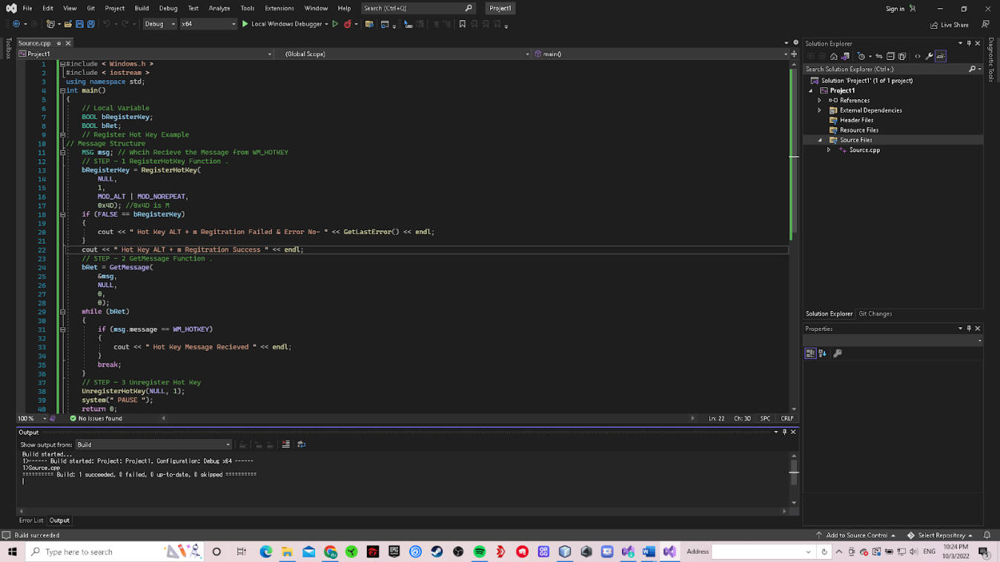 File Edit View Git Project Build Debug Test Analyze Tools Extensions Window Help Search (Ctrl+Q) Project1 Sign in
Debug x64 Local Windows Debugger Live Share
Toolbox
Source.cpp
Project1 (Global Scope) main()
1 #include < Windows.h >
2 #include < iostream >
3 using namespace std;
4 int main()
5 {
6 // Local Variable
7 BOOL bRegisterKey;
8 BOOL bRet;
9 // Register Hot Key Example
10 // Message Structure
11 MSG msg; // Whcih Recieve the Message from WM_HOTKEY
12 // STEP - 1 RegisterHotKey Function .
13 bRegisterKey = RegisterHotKey(
14 NULL,
15 1,
16 MOD_ALT | MOD_NOREPEAT,
17 0x4D); //0x4D is M
18 if (FALSE == bRegisterKey)
19 {
20 cout << " Hot Key ALT + m Regitration Failed & Error No- " << GetLastError() << endl;
21 }
22 cout << " Hot Key ALT + m Regitration Success " << endl;
23 // STEP - 2 GetMessage Function .
24 bRet = GetMessage(
25 &msg,
26 NULL,
27 0,
28 0);
29 while (bRet)
30 {
31 if (msg.message == WM_HOTKEY)
32 {
33 cout << " Hot Key Message Recieved " << endl;
34 }
35 break;
36 }
37 // STEP - 3 Unregister Hot Key
38 UnregisterHotKey(NULL, 1);
39 system(" PAUSE ");
40 return 0;
100 % No issues found Ln: 22 Ch: 30 SPC CRLF
Output
Show output from: Build
Build started...
1>------ Build started: Project: Project1, Configuration: Debug x64 ------
1>Source.cpp
========== Build: 1 succeeded, 0 failed, 0 up-to-date, 0 skipped ==========
Error List Output
Solution Explorer
Search Solution Explorer (Ctrl+;)
Solution 'Project1' (1 of 1 project)
Project1
References
External Dependencies
Header Files
Resource Files
Source Files
Source.cpp
Solution Explorer Git Changes
Properties
Diagnostic Tools
Build succeeded Add to Source Control Select Repository
Type here to search Address ENG 10:24 PM
10/3/2022